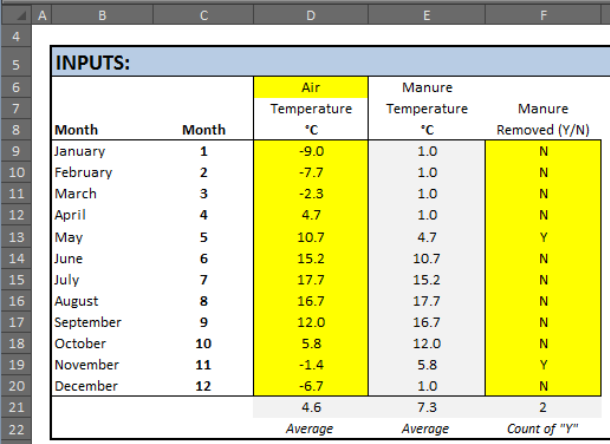 A B C D E F
4
5 INPUTS:
6 Air Manure
7 Temperature Temperature Manure
8 Month Month °C °C Removed (Y/N)
9 January 1 -9.0 1.0 N
10 February 2 -7.7 1.0 N
11 March 3 -2.3 1.0 N
12 April 4 4.7 1.0 N
13 May 5 10.7 4.7 Y
14 June 6 15.2 10.7 N
15 July 7 17.7 15.2 N
16 August 8 16.7 17.7 N
17 September 9 12.0 16.7 N
18 October 10 5.8 12.0 N
19 November 11 -1.4 5.8 Y
20 December 12 -6.7 1.0 N
21 4.6 7.3 2
22 Average Average Count of "Y"